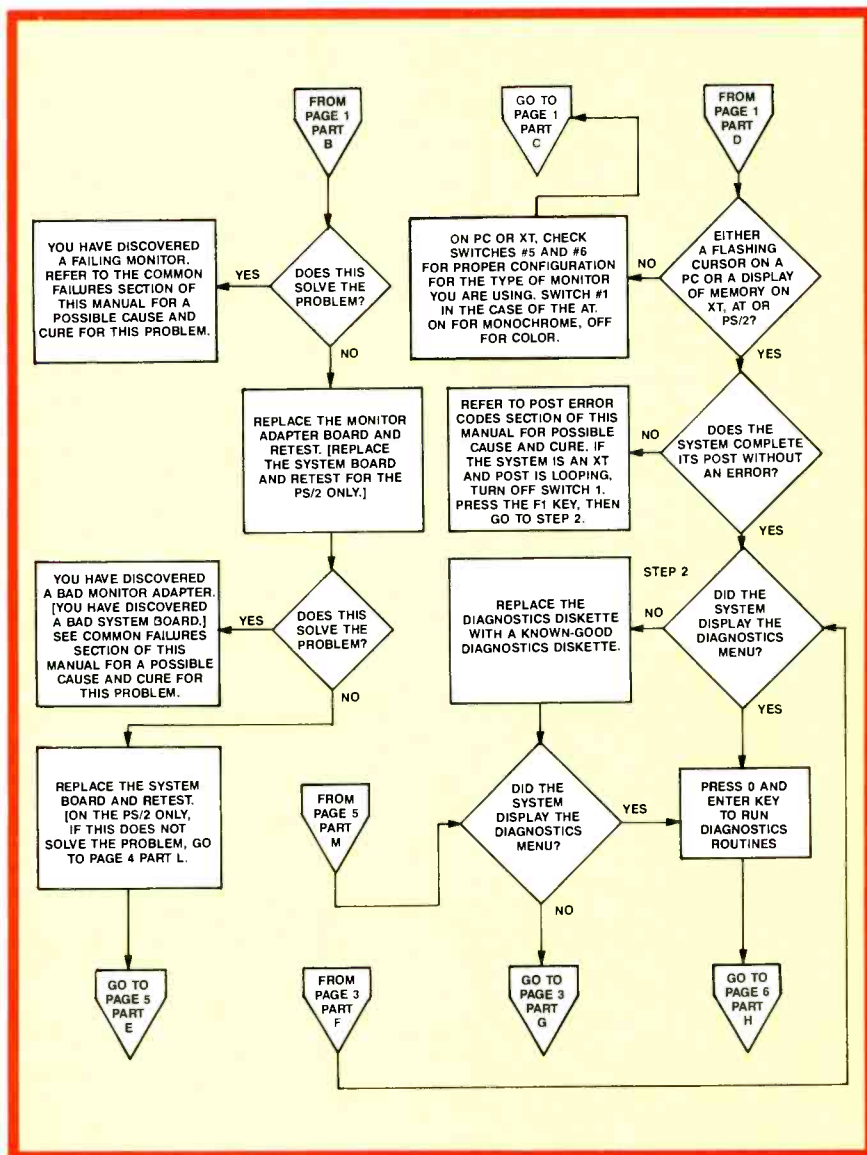 FROM
PAGE 1
PART
B
GO TO
PAGE 1
PART
C
FROM
PAGE 1
PART
D
YOU HAVE DISCOVERED
A FAILING MONITOR.
REFER TO THE COMMON
FAILURES SECTION OF
THIS MANUAL FOR A
POSSIBLE CAUSE AND
CURE FOR THIS PROBLEM.
YES
DOES THIS
SOLVE THE
PROBLEM?
NO
ON PC OR XT, CHECK
SWITCHES #5 AND #6
FOR PROPER CONFIGURATION
FOR THE TYPE OF MONITOR
YOU ARE USING. SWITCH #1
IN THE CASE OF THE AT.
ON FOR MONOCHROME, OFF
FOR COLOR.
NO
EITHER
A FLASHING
CURSOR ON A
PC OR A DISPLAY
OF MEMORY ON
XT, AT OR
PS/2?
YES
REPLACE THE MONITOR
ADAPTER BOARD AND
RETEST. [REPLACE
THE SYSTEM BOARD
AND RETEST FOR THE
PS/2 ONLY.]
REFER TO POST ERROR
CODES SECTION OF THIS
MANUAL FOR POSSIBLE
CAUSE AND CURE. IF
THE SYSTEM IS AN XT
AND POST IS LOOPING,
TURN OFF SWITCH 1.
PRESS THE F1 KEY, THEN
GO TO STEP 2.
NO
DOES THE
SYSTEM COMPLETE
ITS POST WITHOUT
AN ERROR?
YES
YOU HAVE DISCOVERED
A BAD MONITOR ADAPTER.
[YOU HAVE DISCOVERED
A BAD SYSTEM BOARD.]
SEE COMMON FAILURES
SECTION OF THIS
MANUAL FOR A POSSIBLE
CAUSE AND CURE FOR
THIS PROBLEM.
YES
DOES THIS
SOLVE THE
PROBLEM?
NO
STEP 2
REPLACE THE
DIAGNOSTICS DISKETTE
WITH A KNOWN-GOOD
DIAGNOSTICS DISKETTE.
NO
DID THE
SYSTEM
DISPLAY THE
DIAGNOSTICS
MENU?
YES
REPLACE THE SYSTEM
BOARD AND RETEST.
[ON THE PS/2 ONLY,
IF THIS DOES NOT
SOLVE THE PROBLEM, GO
TO PAGE 4 PART L.
FROM
PAGE 5
PART
M
DID THE
SYSTEM
DISPLAY THE
DIAGNOSTICS
MENU?
YES
NO
PRESS 0 AND
ENTER KEY
TO RUN
DIAGNOSTICS
ROUTINES
GO TO
PAGE 5
PART
E
FROM
PAGE 3
PART
F
GO TO
PAGE 3
PART
G
GO TO
PAGE 6
PART
H